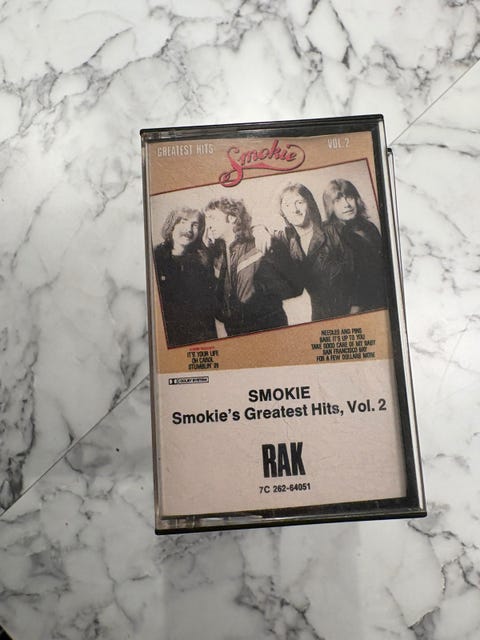 GREATEST HITS
Smokie
VOL.2
IT'S YOUR LIFE
OH CAROL
STUMBLIN' IN
NEEDLES AND PINS
BABE IT'S UP TO YOU
TAKE GOOD CARE OF MY BABY
SAN FRANCISCO BAY
FOR A FEW DOLLARS MORE
DOLBY SYSTEM
SMOKIE
Smokie's Greatest Hits, Vol. 2
RAK
7C 262-64051